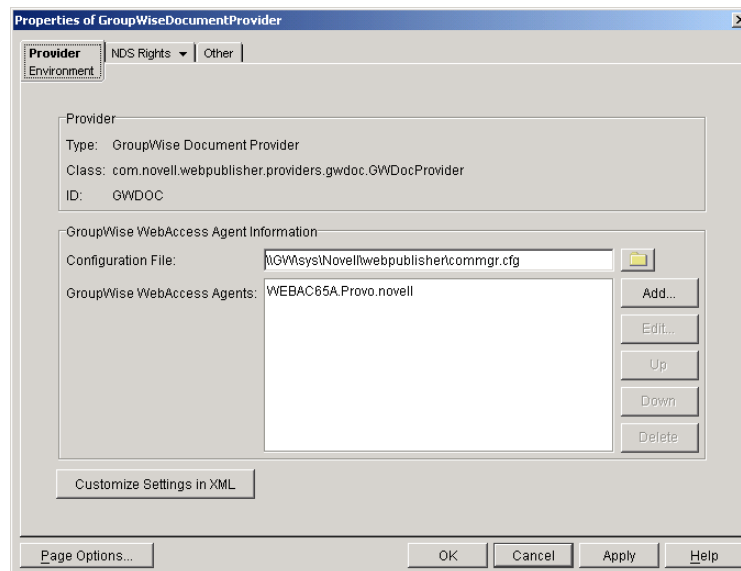 Properties of GroupWiseDocumentProvider
Provider NDS Rights Other
Environment
Provider
Type: GroupWise Document Provider
Class: com.novell.webpublisher.providers.gwdoc.GWDocProvider
ID: GWDOC
GroupWise WebAccess Agent Information
Configuration File: \\GW\sys\Novell\webpublisher\commgr.cfg
GroupWise WebAccess Agents: WEBAC65A.Provo.novell Add...
Edit...
Up
Down
Delete
Customize Settings in XML
Page Options... OK Cancel Apply Help